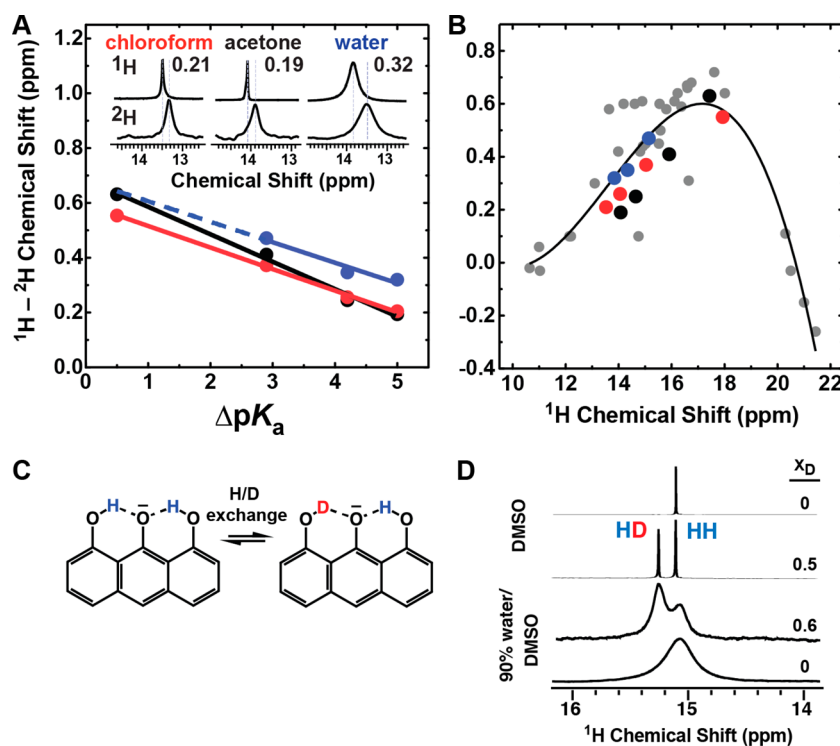 A
1.2
1.0
0.8
0.6
0.4
0.2
0.0
¹H – ²H Chemical Shift (ppm)
chloroform acetone water
¹H 0.21 0.19 0.32
²H
14 13 14 13 14 13
Chemical Shift (ppm)
0 1 2 3 4 5
ΔpKₐ
B
0.8
0.6
0.4
0.2
0.0
-0.4
10 12 14 16 18 20 22
¹H Chemical Shift (ppm)
C
O H O H O
H/D
exchange
O D O H O
D
X_D
DMSO
0
HD HH
0.5
90% water/
DMSO
0.6
0
16 15 14
¹H Chemical Shift (ppm)